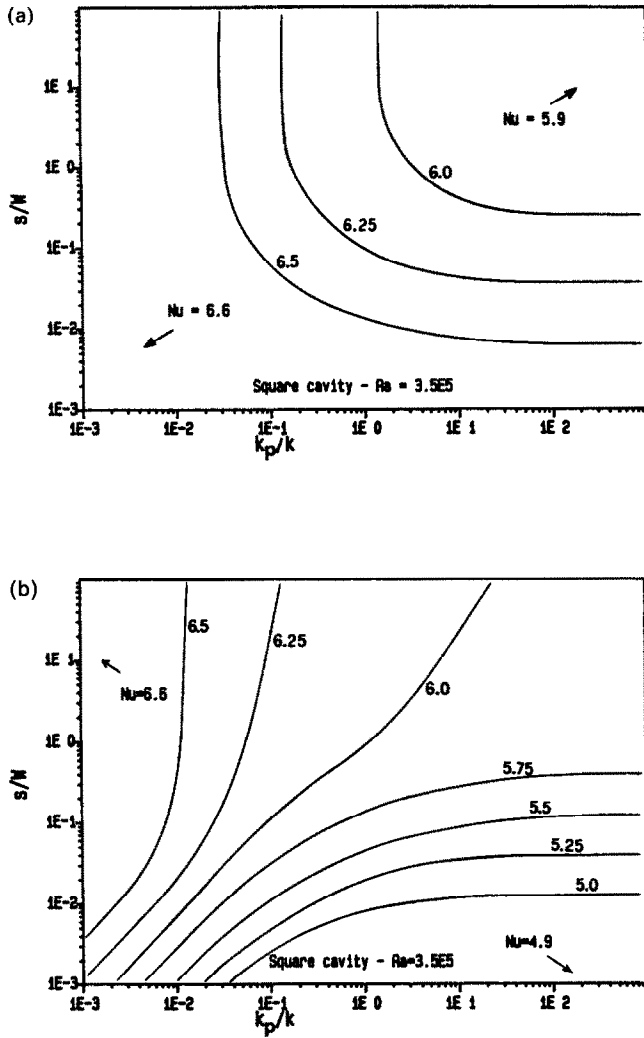 (a)
1E 1
1E 0
1E-1
1E-2
1E-3
s/W
Nu = 5.9
6.0
6.25
6.5
Nu = 6.6
Square cavity - Ra = 3.5E5
1E-3 1E-2 1E-1 1E 0 1E 1 1E 2
kp/k
(b)
1E 1
1E 0
1E-1
1E-2
1E-3
s/W
6.5
6.25
Nu=6.6
6.0
5.75
5.5
5.25
5.0
Nu=4.9
Square cavity - Ra=3.5E5
1E-3 1E-2 1E-1 1E 0 1E 1 1E 2
kp/k